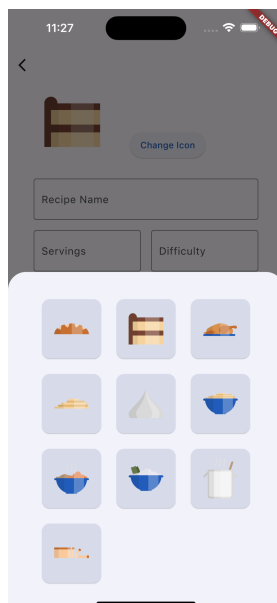 11:27
DEBUG
Change Icon
Recipe Name
Servings
Difficulty